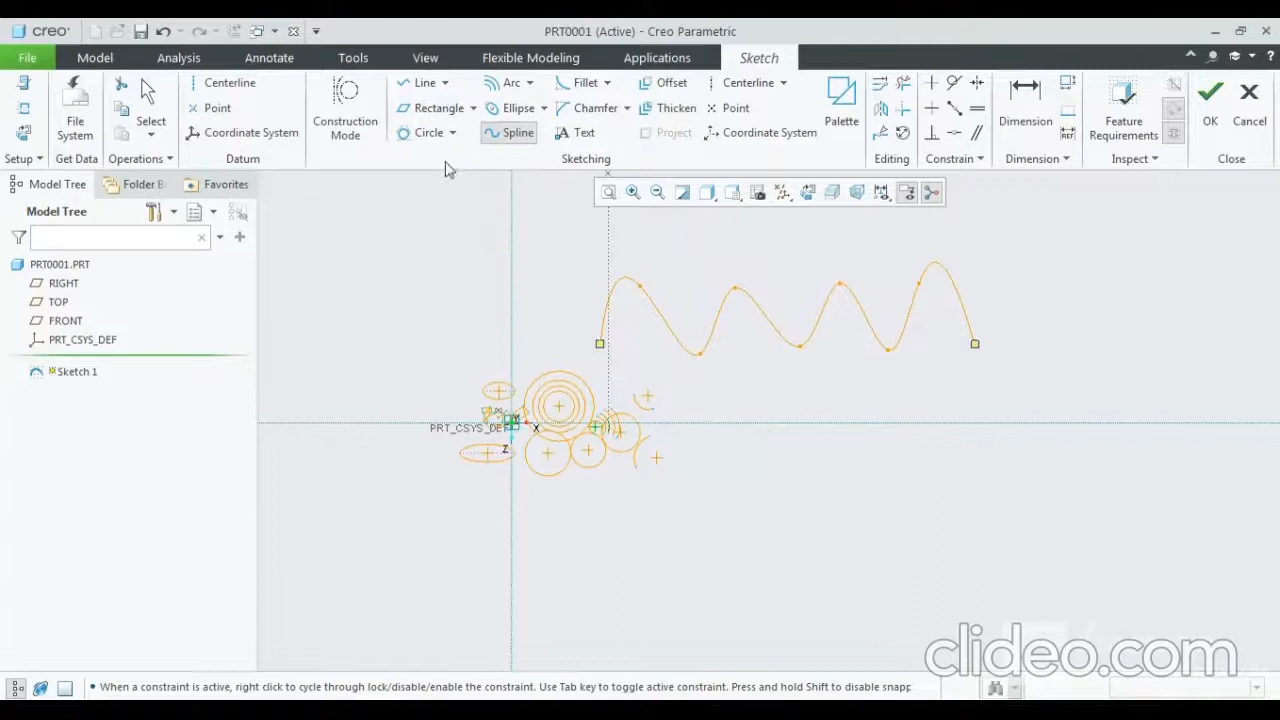 creo
PRT0001 (Active) - Creo Parametric
File Model Analysis Annotate Tools View Flexible Modeling Applications Sketch
Centerline Line Arc Fillet Offset Centerline
File System Select Point Construction Mode Rectangle Ellipse Chamfer Thicken Point Palette Dimension Feature Requirements OK Cancel
Coordinate System Circle Spline Text Project Coordinate System
Setup Get Data Operations Datum Sketching Editing Constrain Dimension Inspect Close
Model Tree Folder B Favorites
Model Tree
PRT0001.PRT
RIGHT
TOP
FRONT
PRT_CSYS_DEF
Sketch 1
PRT_CSYS_DEF
X
Z
clideo.com
• When a constraint is active, right click to cycle through lock/disable/enable the constraint. Use Tab key to toggle active constraint. Press and hold Shift to disable snapp